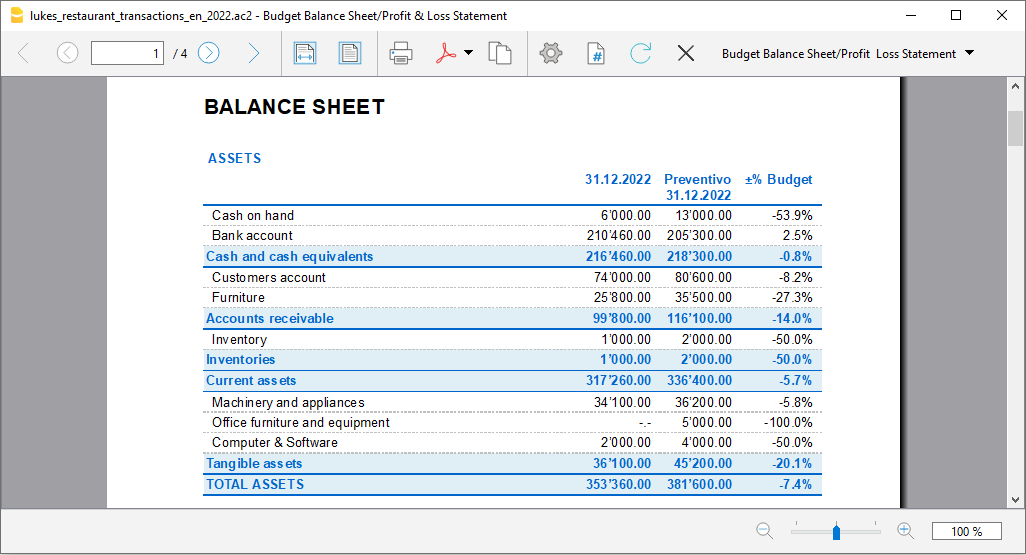 lukes_restaurant_transactions_en_2022.ac2 - Budget Balance Sheet/Profit & Loss Statement
1 / 4 # Budget Balance Sheet/Profit  Loss Statement
BALANCE SHEET
ASSETS
31.12.2022 Preventivo ±% Budget
31.12.2022
Cash on hand 6'000.00 13'000.00 -53.9%
Bank account 210'460.00 205'300.00 2.5%
Cash and cash equivalents 216'460.00 218'300.00 -0.8%
Customers account 74'000.00 80'600.00 -8.2%
Furniture 25'800.00 35'500.00 -27.3%
Accounts receivable 99'800.00 116'100.00 -14.0%
Inventory 1'000.00 2'000.00 -50.0%
Inventories 1'000.00 2'000.00 -50.0%
Current assets 317'260.00 336'400.00 -5.7%
Machinery and appliances 34'100.00 36'200.00 -5.8%
Office furniture and equipment -.- 5'000.00 -100.0%
Computer & Software 2'000.00 4'000.00 -50.0%
Tangible assets 36'100.00 45'200.00 -20.1%
TOTAL ASSETS 353'360.00 381'600.00 -7.4%
100 %